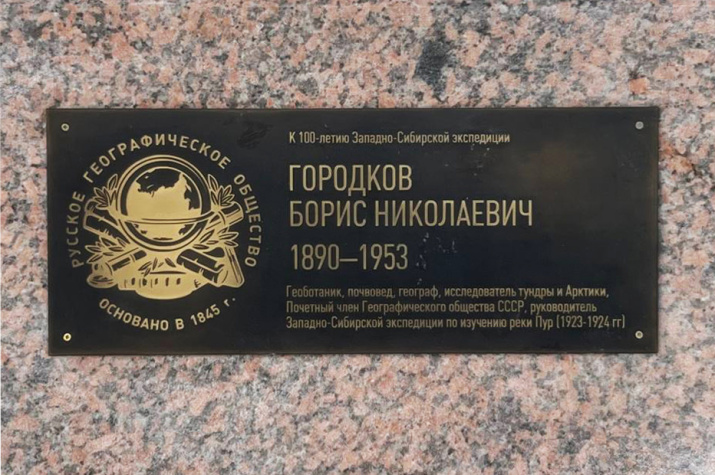 РУССКОЕ ГЕОГРАФИЧЕСКОЕ ОБЩЕСТВО
ОСНОВАНО В 1845 г.
К 100-летию Западно-Сибирской экспедиции
ГОРОДКОВ
БОРИС НИКОЛАЕВИЧ
1890—1953
Геоботаник, почвовед, географ, исследователь тундры и Арктики,
Почетный член Географического общества СССР, руководитель
Западно-Сибирской экспедиции по изучению реки Пур (1923-1924 гг)